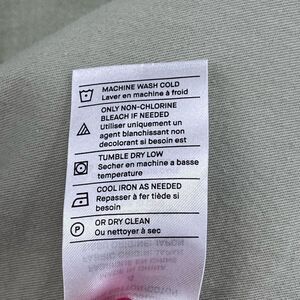 MACHINE WASH COLD
Laver en machine à froid
ONLY NON-CHLORINE
BLEACH IF NEEDED
Utiliser uniquement un
agent blanchissant non
decolorant si besoin est
TUMBLE DRY LOW
Secher en machine a basse
temperature
COOL IRON AS NEEDED
Repasser à fer tiède si
besoin
P
OR DRY CLEAN
Ou nettoyer à sec